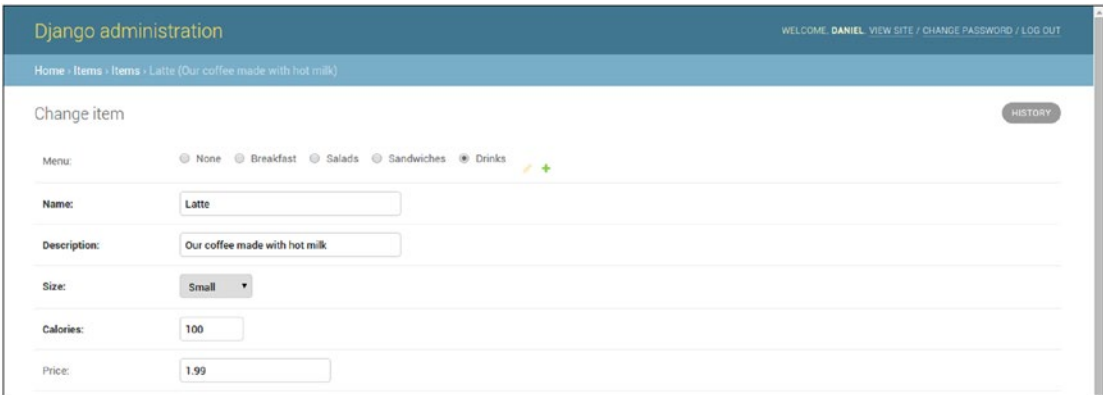 Django administration WELCOME, DANIEL. VIEW SITE / CHANGE PASSWORD / LOG OUT
Home › Items › Items › Latte (Our coffee made with hot milk)
Change item HISTORY
Menu: None Breakfast Salads Sandwiches Drinks
Name: Latte
Description: Our coffee made with hot milk
Size: Small
Calories: 100
Price: 1.99